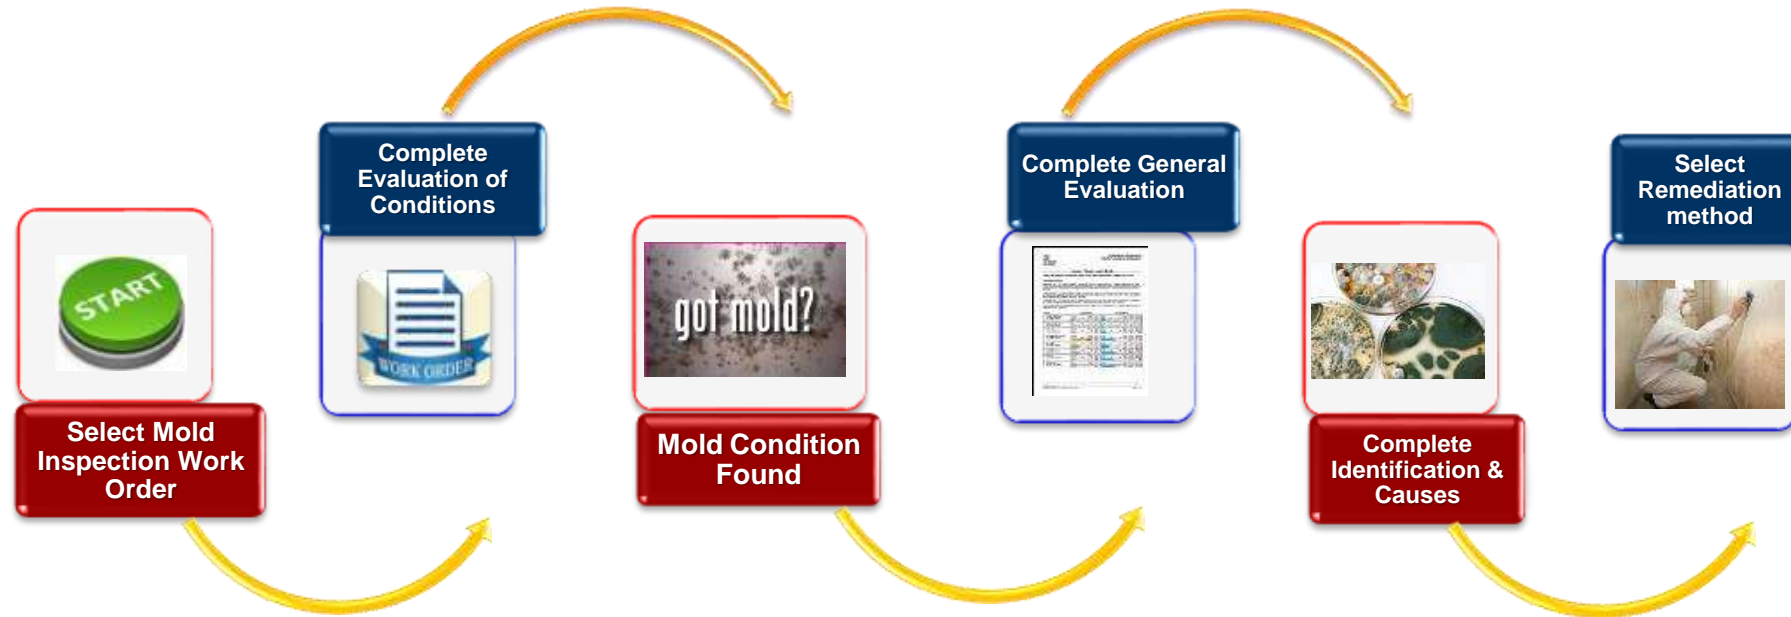 START
Select Mold
Inspection Work
Order
Complete
Evaluation of
Conditions
WORK ORDER
got mold?
Mold Condition
Found
Complete General
Evaluation
Complete
Identification &
Causes
Select
Remediation
method